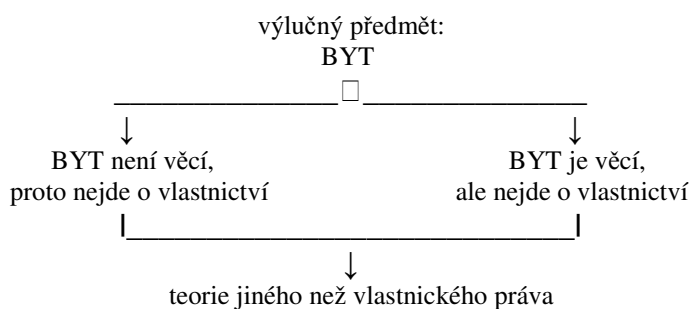 výlučný předmět:
BYT
BYT není věcí, BYT je věcí,
proto nejde o vlastnictví ale nejde o vlastnictví
teorie jiného než vlastnického práva